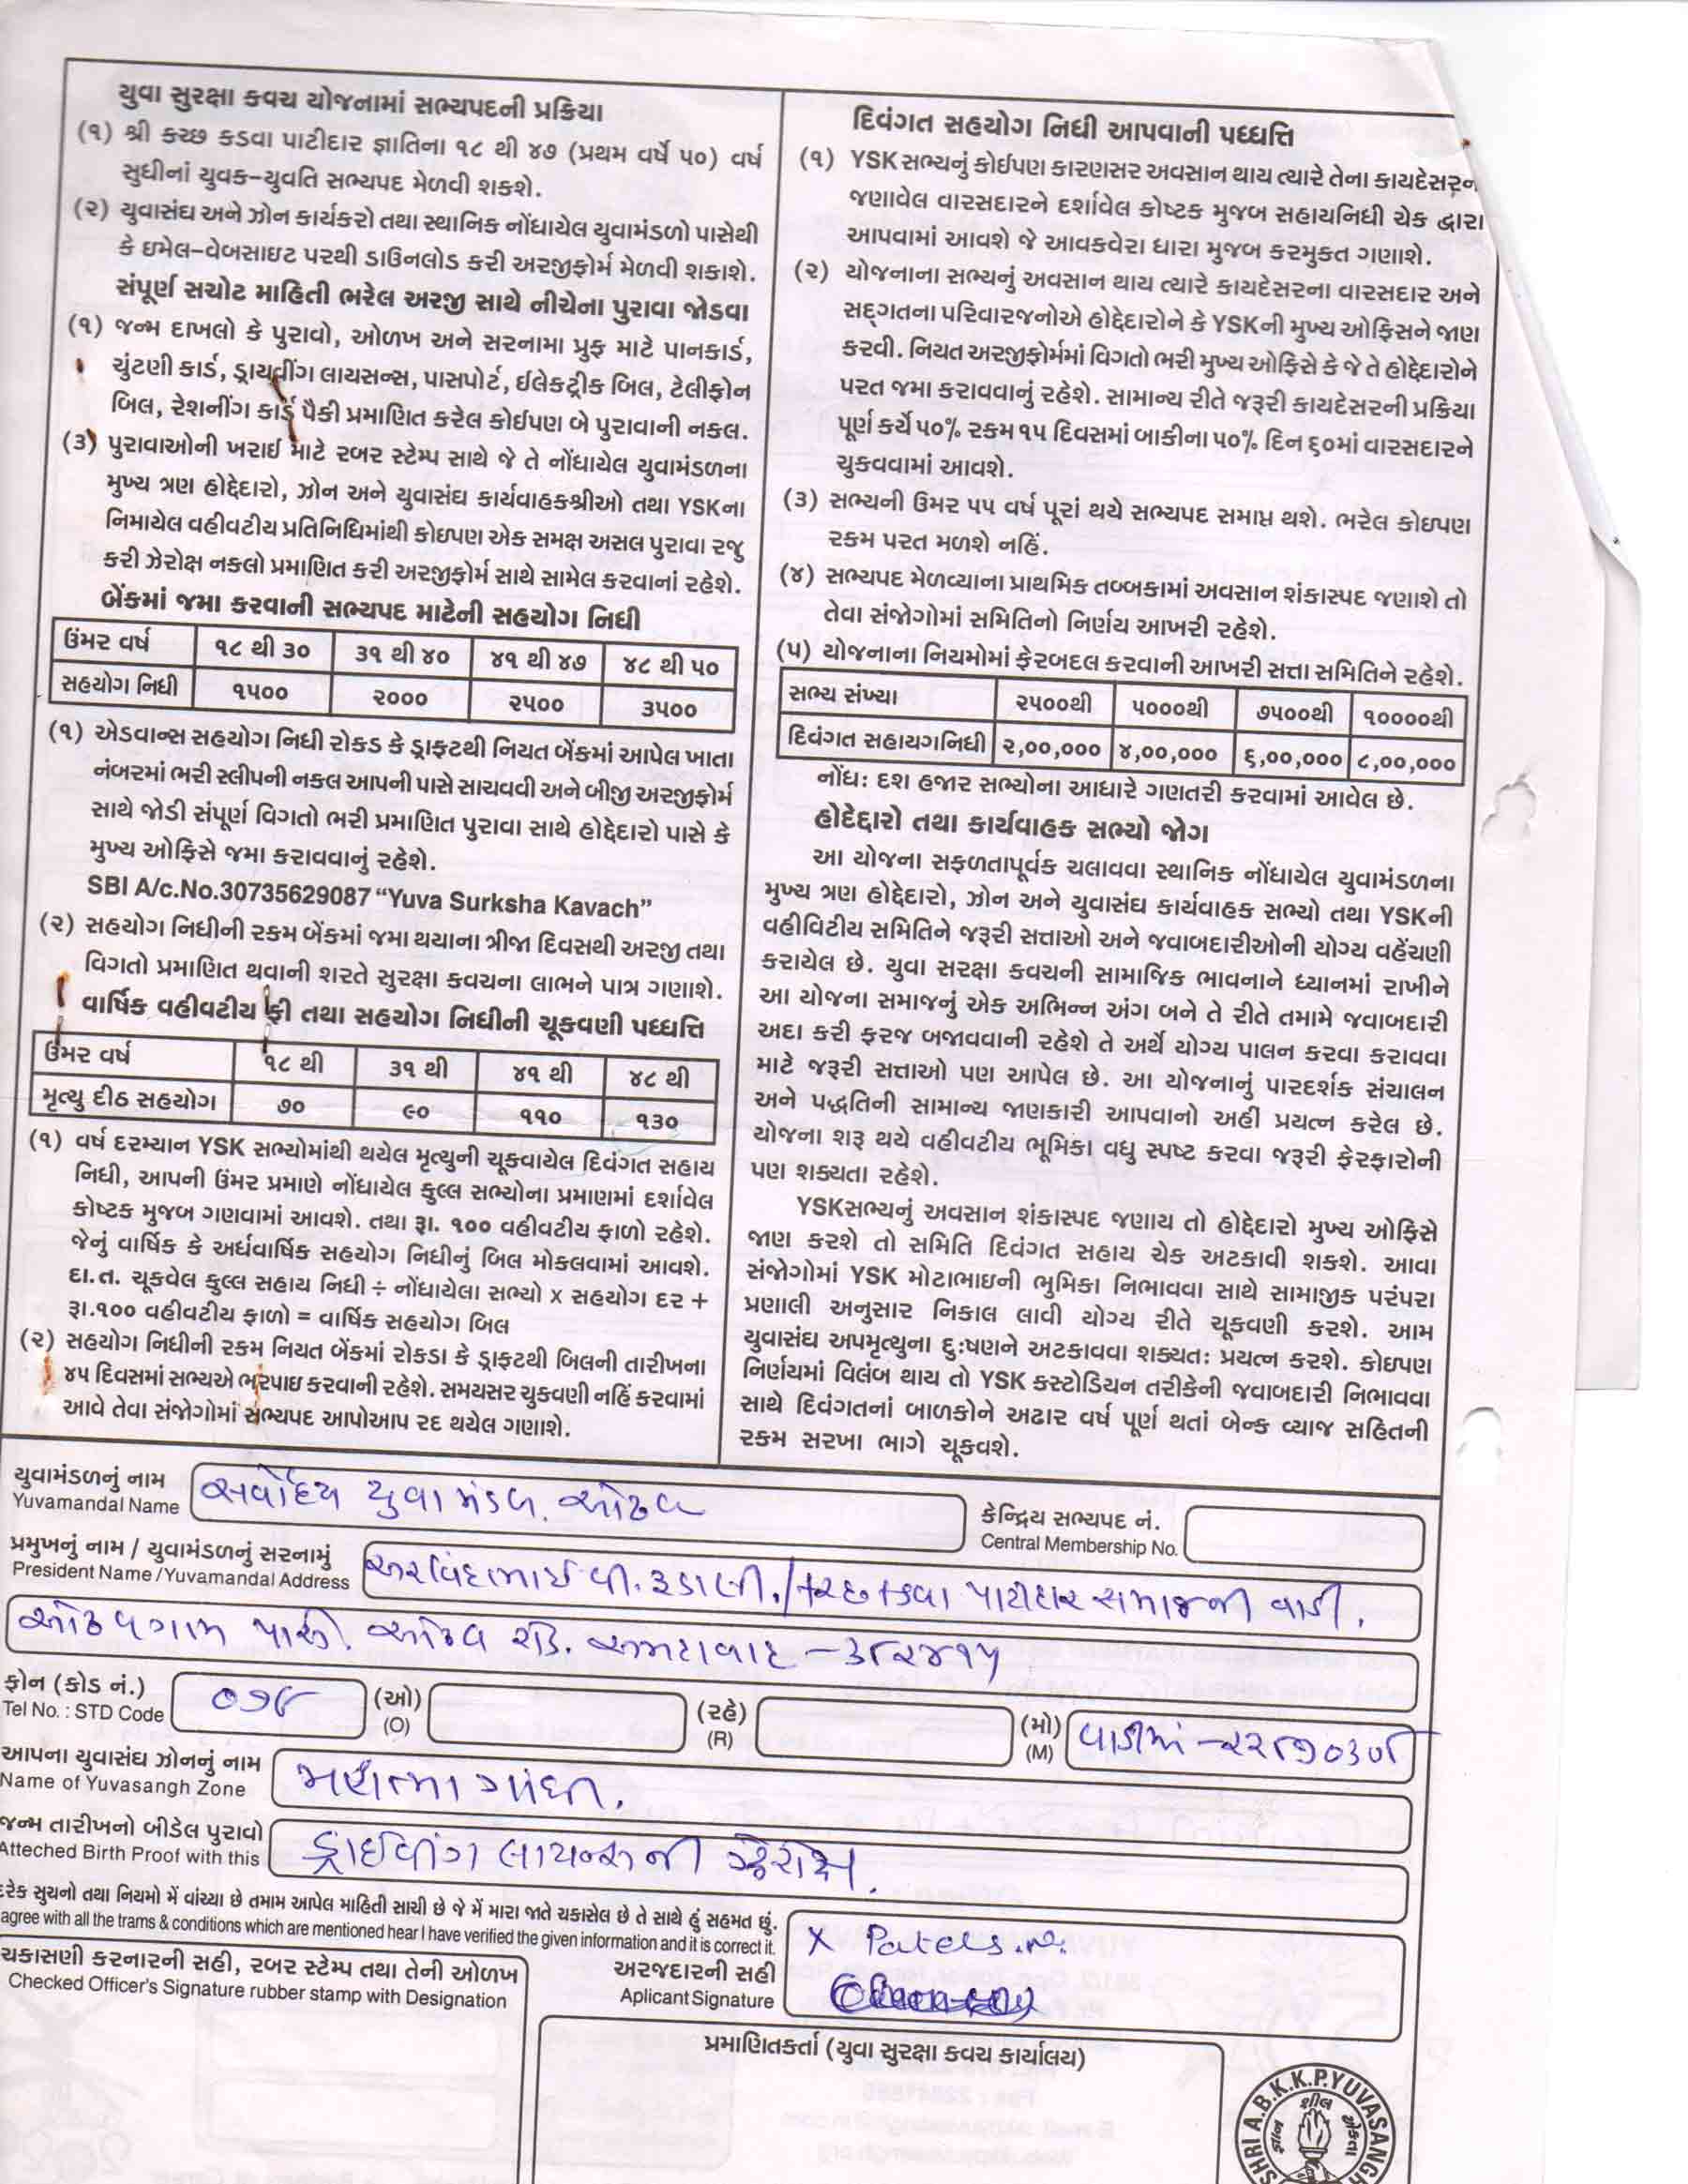 યુવા સુરક્ષા કવચ યોજનામાં સભ્યપદની પ્રક્રિયા
(૧) શ્રી કચ્છ કડવા પાટીદાર જ્ઞાતિના ૧૮ થી ૪૭ (પ્રથમ વર્ષે ૫૦) વર્ષ
સુધીનાં યુવક-યુવતિ સભ્યપદ મેળવી શકશે.
(૨) યુવાસંઘ અને ઝોન કાર્યકરો તથા સ્થાનિક નોંધાયેલ યુવામંડળો પાસેથી
કે ઇમેલ-વેબસાઇટ પરથી ડાઉનલોડ કરી અરજીફોર્મ મેળવી શકાશે.
સંપૂર્ણ સચોટ માહિતી ભરેલ અરજી સાથે નીચેના પુરાવા જોડવા
(૧) જન્મ દાખલો કે પુરાવો, ઓળખ અને સરનામા પ્રુફ માટે પાનકાર્ડ,
ચુંટણી કાર્ડ, ડ્રાયવીંગ લાયસન્સ, પાસપોર્ટ, ઈલેકટ્રીક બિલ, ટેલીફોન
બિલ, રેશનીંગ કાર્ડ પૈકી પ્રમાણિત કરેલ કોઈપણ બે પુરાવાની નકલ.
(૩) પુરાવાઓની ખરાઈ માટે રબર સ્ટેમ્પ સાથે જે તે નોંધાયેલ યુવામંડળના
મુખ્ય ત્રણ હોદ્દેદારો, ઝોન અને યુવાસંઘ કાર્યવાહકશ્રીઓ તથા YSKના
નિમાયેલ વહીવટીય પ્રતિનિધિમાંથી કોઇપણ એક સમક્ષ અસલ પુરાવા રજુ
કરી ઝેરોક્ષ નકલો પ્રમાણિત કરી અરજીફોર્મ સાથે સામેલ કરવાનાં રહેશે.
બેંકમાં જમા કરવાની સભ્યપદ માટેની સહયોગ નિધી
ઉંમર વર્ષ ૧૮ થી ૩૦ ૩૧ થી ૪૦ ૪૧ થી ૪૭ ૪૮ થી ૫૦
સહયોગ નિધી ૧૫૦૦ ૨૦૦૦ ૨૫૦૦ ૩૫૦૦
(૧) એડવાન્સ સહયોગ નિધી રોકડ કે ડ્રાફટથી નિયત બેંકમાં આપેલ ખાતા
નંબરમાં ભરી સ્લીપની નકલ આપની પાસે સાચવવી અને બીજી અરજીફોર્મ
સાથે જોડી સંપૂર્ણ વિગતો ભરી પ્રમાણિત પુરાવા સાથે હોદ્દેદારો પાસે કે
મુખ્ય ઓફિસે જમા કરાવવાનું રહેશે.
SBI A/c.No.30735629087 “Yuva Surksha Kavach”
(૨) સહયોગ નિધીની રકમ બેંકમાં જમા થયાના ત્રીજા દિવસથી અરજી તથા
વિગતો પ્રમાણિત થવાની શરતે સુરક્ષા કવચના લાભને પાત્ર ગણાશે.
વાર્ષિક વહીવટીય ફી તથા સહયોગ નિધીની ચૂકવણી પધ્ધતિ
ઉંમર વર્ષ ૧૮ થી ૩૧ થી ૪૧ થી ૪૮ થી
મૃત્યુ દીઠ સહયોગ ૭૦ ૯૦ ૧૧૦ ૧૩૦
(૧) વર્ષ દરમ્યાન YSK સભ્યોમાંથી થયેલ મૃત્યુની ચૂકવાયેલ દિવંગત સહાય
નિધી, આપની ઉંમર પ્રમાણે નોંધાયેલ કુલ્લ સભ્યોના પ્રમાણમાં દર્શાવેલ
કોષ્ટક મુજબ ગણવામાં આવશે. તથા રૂા. ૧૦૦ વહીવટીય ફાળો રહેશે.
જેનું વાર્ષિક કે અર્ધવાર્ષિક સહયોગ નિધીનું બિલ મોકલવામાં આવશે.
દા.ત. ચૂકવેલ કુલ્લ સહાય નિધી ÷ નોંધાયેલા સભ્યો x સહયોગ દર +
રૂા.૧૦૦ વહીવટીય ફાળો = વાર્ષિક સહયોગ બિલ
(૨) સહયોગ નિધીની રકમ નિયત બેંકમાં રોકડા કે ડ્રાફટથી બિલની તારીખના
૪૫ દિવસમાં સભ્યએ ભરપાઇ કરવાની રહેશે. સમયસર ચુકવણી નહિં કરવામાં
આવે તેવા સંજોગોમાં સભ્યપદ આપોઆપ રદ થયેલ ગણાશે.
દિવંગત સહયોગ નિધી આપવાની પધ્ધતિ
(૧) YSK સભ્યનું કોઈપણ કારણસર અવસાન થાય ત્યારે તેના કાયદેસરન
જણાવેલ વારસદારને દર્શાવેલ કોષ્ટક મુજબ સહાયનિધી ચેક દ્વારા
આપવામાં આવશે જે આવકવેરા ધારા મુજબ કરમુકત ગણાશે.
(૨) યોજનાના સભ્યનું અવસાન થાય ત્યારે કાયદેસરના વારસદાર અને
સદ્‌ગતના પરિવારજનોએ હોદ્દેદારોને કે YSKની મુખ્ય ઓફિસને જાણ
કરવી. નિયત અરજીફોર્મમાં વિગતો ભરી મુખ્ય ઓફિસે કે જે તે હોદ્દેદારોને
પરત જમા કરાવવાનું રહેશે. સામાન્ય રીતે જરૂરી કાયદેસરની પ્રક્રિયા
પૂર્ણ કર્યે ૫૦% રકમ ૧૫ દિવસમાં બાકીના ૫૦% દિન ૬૦માં વારસદારને
ચુકવવામાં આવશે.
(૩) સભ્યની ઉંમર ૫૫ વર્ષ પૂરાં થયે સભ્યપદ સમાપ્ત થશે. ભરેલ કોઇપણ
રકમ પરત મળશે નહિં.
(૪) સભ્યપદ મેળવ્યાના પ્રાથમિક તબ્બકામાં અવસાન શંકાસ્પદ જણાશે તો
તેવા સંજોગોમાં સમિતિનો નિર્ણય આખરી રહેશે.
(૫) યોજનાના નિયમોમાં ફેરબદલ કરવાની આખરી સત્તા સમિતિને રહેશે.
સભ્ય સંખ્યા ૨૫૦૦થી ૫૦૦૦થી ૭૫૦૦થી ૧૦૦૦૦થી
દિવંગત સહાયગનિધી ૨,૦૦,૦૦૦ ૪,૦૦,૦૦૦ ૬,૦૦,૦૦૦ ૮,૦૦,૦૦૦
નોંધ: દશ હજાર સભ્યોના આધારે ગણતરી કરવામાં આવેલ છે.
હોદેદ્દારો તથા કાર્યવાહક સભ્યો જોગ
આ યોજના સફળતાપૂર્વક ચલાવવા સ્થાનિક નોંધાયેલ યુવામંડળના
મુખ્ય ત્રણ હોદ્દેદારો, ઝોન અને યુવાસંઘ કાર્યવાહક સભ્યો તથા YSKની
વહીવિટીય સમિતિને જરૂરી સત્તાઓ અને જવાબદારીઓની યોગ્ય વહેંચણી
કરાયેલ છે. યુવા સરક્ષા કવચની સામાજિક ભાવનાને ધ્યાનમાં રાખીને
આ યોજના સમાજનું એક અભિન્ન અંગ બને તે રીતે તમામે જવાબદારી
અદા કરી ફરજ બજાવવાની રહેશે તે અર્થે યોગ્ય પાલન કરવા કરાવવા
માટે જરૂરી સત્તાઓ પણ આપેલ છે. આ યોજનાનું પારદર્શક સંચાલન
અને પદ્ધતિની સામાન્ય જાણકારી આપવાનો અહીં પ્રયત્ન કરેલ છે.
યોજના શરૂ થયે વહીવટીય ભૂમિકા વધુ સ્પષ્ટ કરવા જરૂરી ફેરફારોની
પણ શક્યતા રહેશે.
YSKસભ્યનું અવસાન શંકાસ્પદ જણાય તો હોદ્દેદારો મુખ્ય ઓફિસે
જાણ કરશે તો સમિતિ દિવંગત સહાય ચેક અટકાવી શકશે. આવા
સંજોગોમાં YSK મોટાભાઇની ભુમિકા નિભાવવા સાથે સામાજીક પરંપરા
પ્રણાલી અનુસાર નિકાલ લાવી યોગ્ય રીતે ચૂકવણી કરશે. આમ
યુવાસંઘ અપમૃત્યુના દુઃષણને અટકાવવા શક્યતઃ પ્રયત્ન કરશે. કોઇપણ
નિર્ણયમાં વિલંબ થાય તો YSK કસ્ટોડિયન તરીકેની જવાબદારી નિભાવવા
સાથે દિવંગતનાં બાળકોને અઢાર વર્ષ પૂર્ણ થતાં બેન્ક વ્યાજ સહિતની
રકમ સરખા ભાગે ચૂકવશે.
યુવામંડળનું નામ સર્વોદય યુવા મંડળ. ઓઢવ
Yuvamandal Name
કેન્દ્રિય સભ્યપદ નં.
Central Membership No.
પ્રમુખનું નામ / યુવામંડળનું સરનામું અરવિંદભાઈ વી. રૂડાણી./કચ્છ કડવા પાટીદાર સમાજની વાડી.
President Name /Yuvamandal Address
ઓઢવગામ પાસે. ઓઢવ રોડ. અમદાવાદ - ૩૮૨૪૧૫
ફોન (કોડ નં.) ૦૭૯ (ઓ) (રહે) (મો) વાડીમાં - ૨૨૮૭૦૩૦૯
Tel No. : STD Code (O) (R) (M)
આપના યુવાસંઘ ઝોનનું નામ મહાત્મા ગાંધી.
Name of Yuvasangh Zone
જન્મ તારીખનો બીડેલ પુરાવો ડ્રાઈવીંગ લાયન્સની ઝેરોક્ષ.
Atteched Birth Proof with this
દરેક સુચનો તથા નિયમો મેં વાંચ્યા છે તમામ આપેલ માહિતી સાચી છે જે મેં મારા જાતે ચકાસેલ છે તે સાથે હું સહમત છું.
agree with all the trams & conditions which are mentioned hear I have verified the given information and it is correct it.
X Patel S.N.
અરજદારની સહી
Aplicant Signature
ચકાસણી કરનારની સહી, રબર સ્ટેમ્પ તથા તેની ઓળખ
Checked Officer's Signature rubber stamp with Designation
પ્રમાણિતકર્તા (યુવા સુરક્ષા કવચ કાર્યાલય)
SHRI A.B.K.K.P.YUVASANGH
જ્ઞાન શીલ એકતા